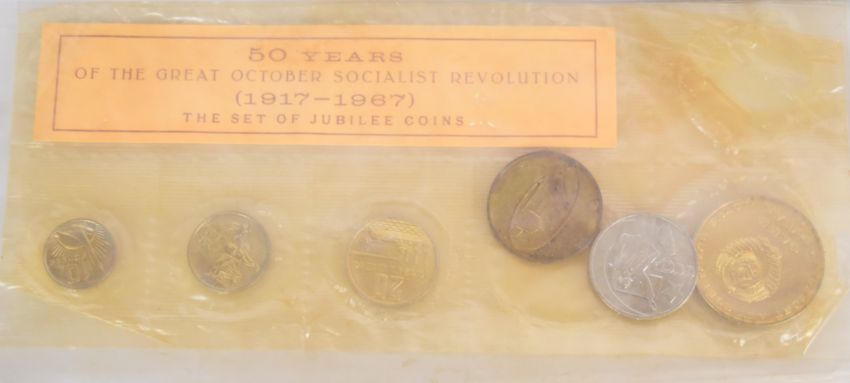 50 YEARS
OF THE GREAT OCTOBER SOCIALIST REVOLUTION
(1917–1967)
THE SET OF JUBILEE COINS